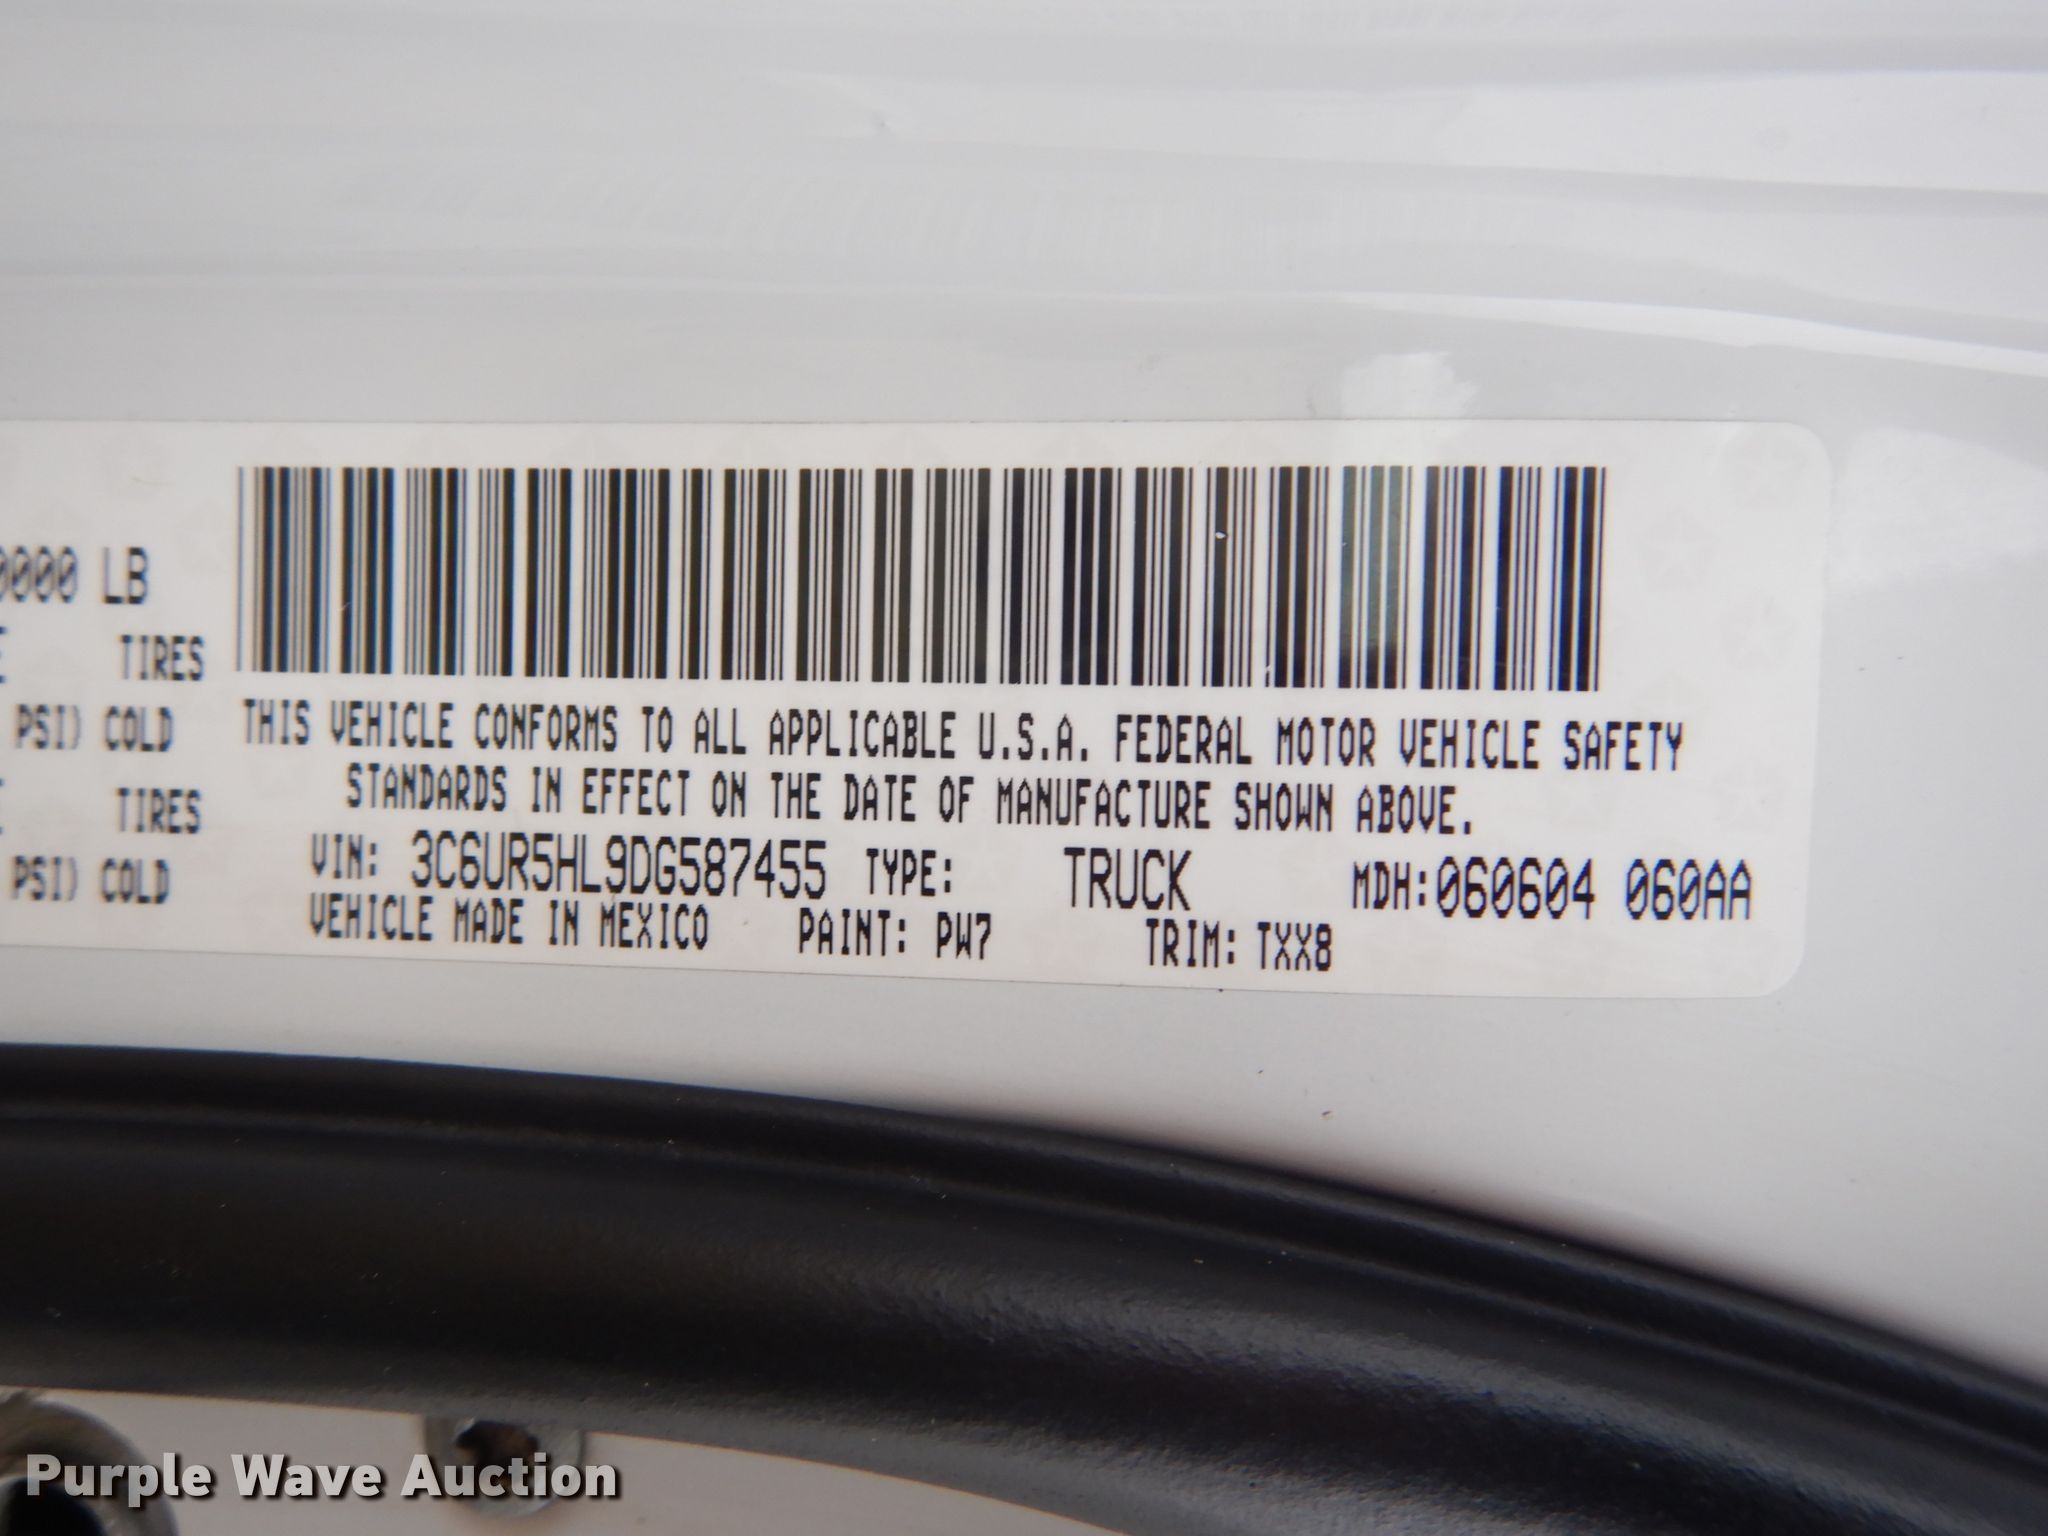 0000 LB
TIRES
PSI) COLD
TIRES
PSI) COLD
THIS VEHICLE CONFORMS TO ALL APPLICABLE U.S.A. FEDERAL MOTOR VEHICLE SAFETY
STANDARDS IN EFFECT ON THE DATE OF MANUFACTURE SHOWN ABOVE.
VIN: 3C6UR5HL9DG587455 TYPE: TRUCK MDH:060604 060AA
VEHICLE MADE IN MEXICO PAINT: PW7 TRIM: TXX8
Purple Wave Auction